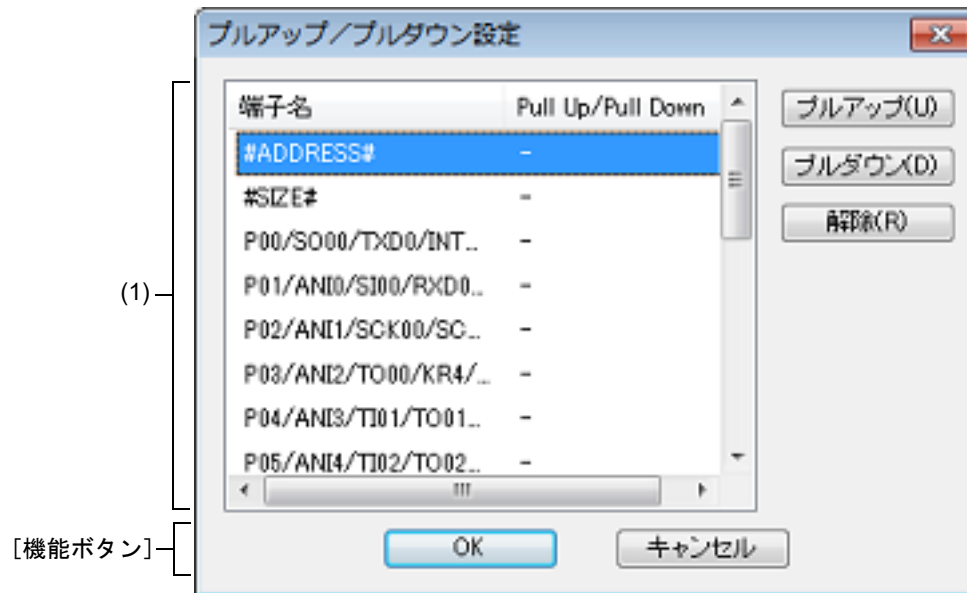 プルアップ／プルダウン設定
端子名 Pull Up/Pull Down
#ADDRESS# -
#SIZE# -
P00/SO00/TXD0/INT... -
P01/ANI0/SI00/RXD0... -
P02/ANI1/SCK00/SC... -
P03/ANI2/TO00/KR4/... -
P04/ANI3/TI01/TO01... -
P05/ANI4/TI02/TO02... -
プルアップ(U)
プルダウン(D)
解除(R)
(1)
[機能ボタン]
OK キャンセル